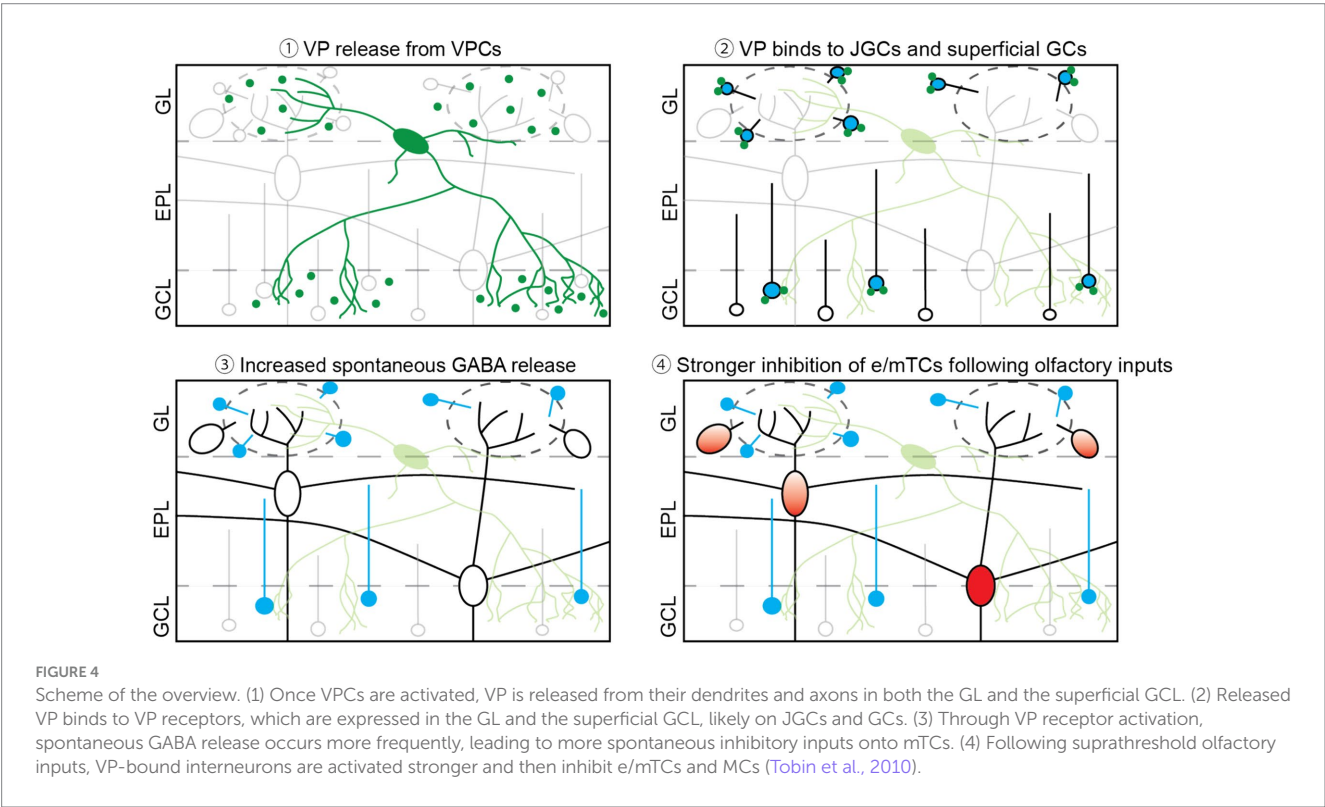 ① VP release from VPCs
② VP binds to JGCs and superficial GCs
GL
EPL
GCL
GL
EPL
GCL
③ Increased spontaneous GABA release
④ Stronger inhibition of e/mTCs following olfactory inputs
GL
EPL
GCL
GL
EPL
GCL
FIGURE 4
Scheme of the overview. (1) Once VPCs are activated, VP is released from their dendrites and axons in both the GL and the superficial GCL. (2) Released
VP binds to VP receptors, which are expressed in the GL and the superficial GCL, likely on JGCs and GCs. (3) Through VP receptor activation,
spontaneous GABA release occurs more frequently, leading to more spontaneous inhibitory inputs onto mTCs. (4) Following suprathreshold olfactory
inputs, VP-bound interneurons are activated stronger and then inhibit e/mTCs and MCs (Tobin et al., 2010).